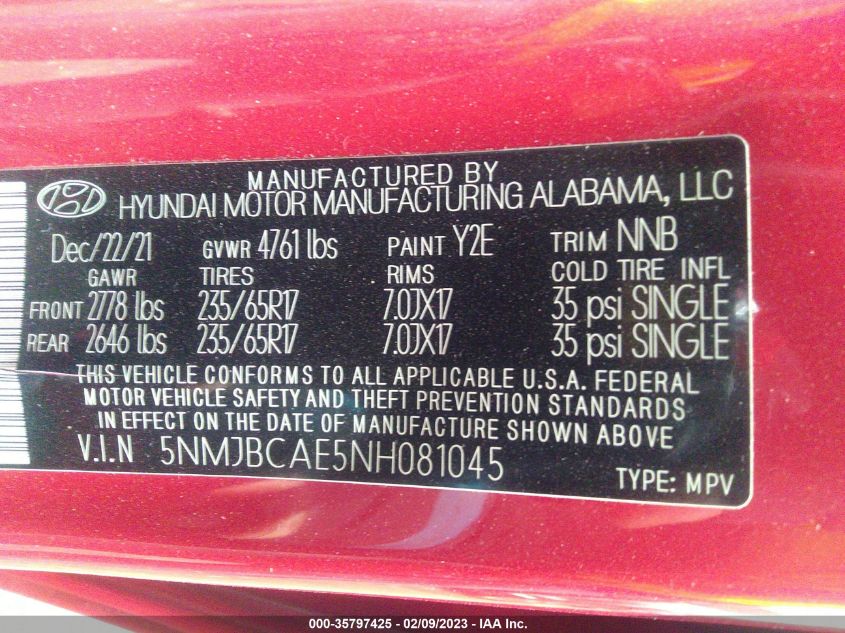 MANUFACTURED BY
HYUNDAI MOTOR MANUFACTURING ALABAMA, LLC
Dec/22/21 GVWR 4761 lbs PAINT Y2E TRIM NNB
GAWR TIRES RIMS COLD TIRE INFL
FRONT 2778 lbs 235/65R17 7.0JX17 35 psi SINGLE
REAR 2646 lbs 235/65R17 7.0JX17 35 psi SINGLE
THIS VEHICLE CONFORMS TO ALL APPLICABLE U.S.A. FEDERAL
MOTOR VEHICLE SAFETY AND THEFT PREVENTION STANDARDS
IN EFFECT ON THE DATE OF MANUFACTURE SHOWN ABOVE.
V.I.N 5NMJBCAE5NH081045
TYPE: MPV
000-35797425 - 02/09/2023 - IAA Inc.